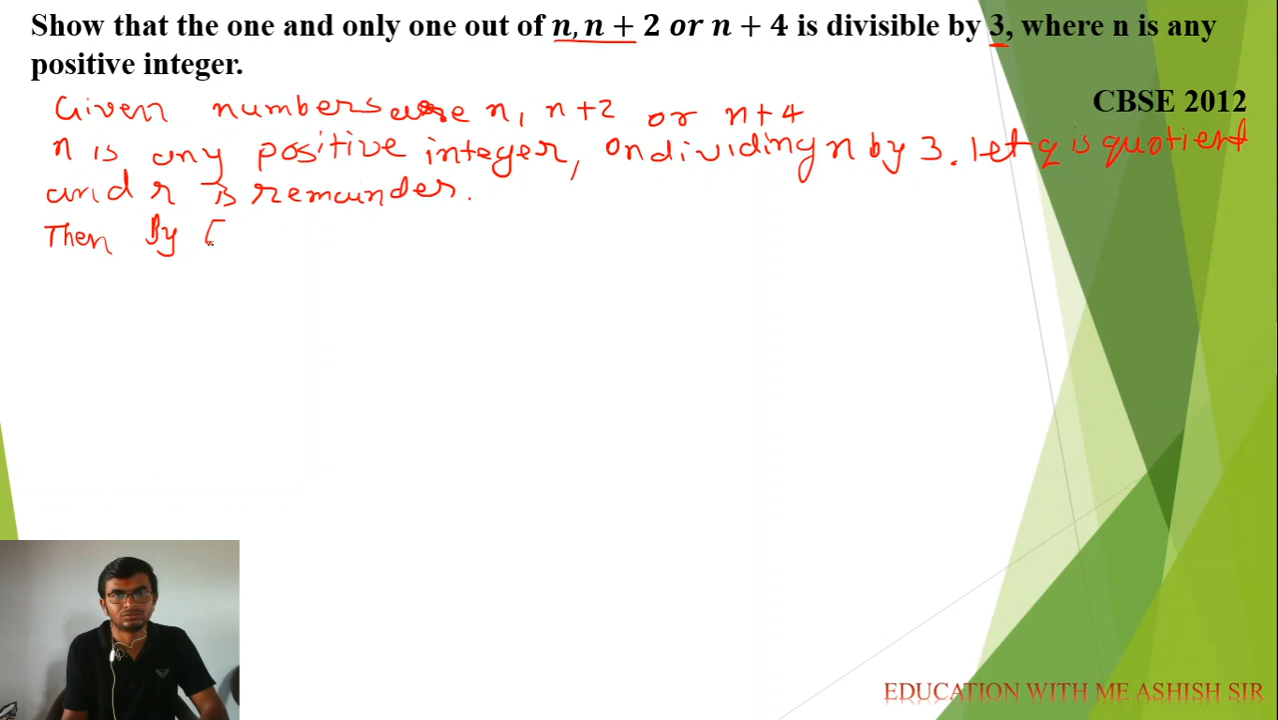 Show that the one and only one out of n, n + 2 or n + 4 is divisible by 3, where n is any
positive integer.
CBSE 2012
Given numbers are n, n+2 or n+4
n is any positive integer, on dividing n by 3. let q is quotient
and r is remainder.
Then By
EDUCATION WITH ME ASHISH SIR